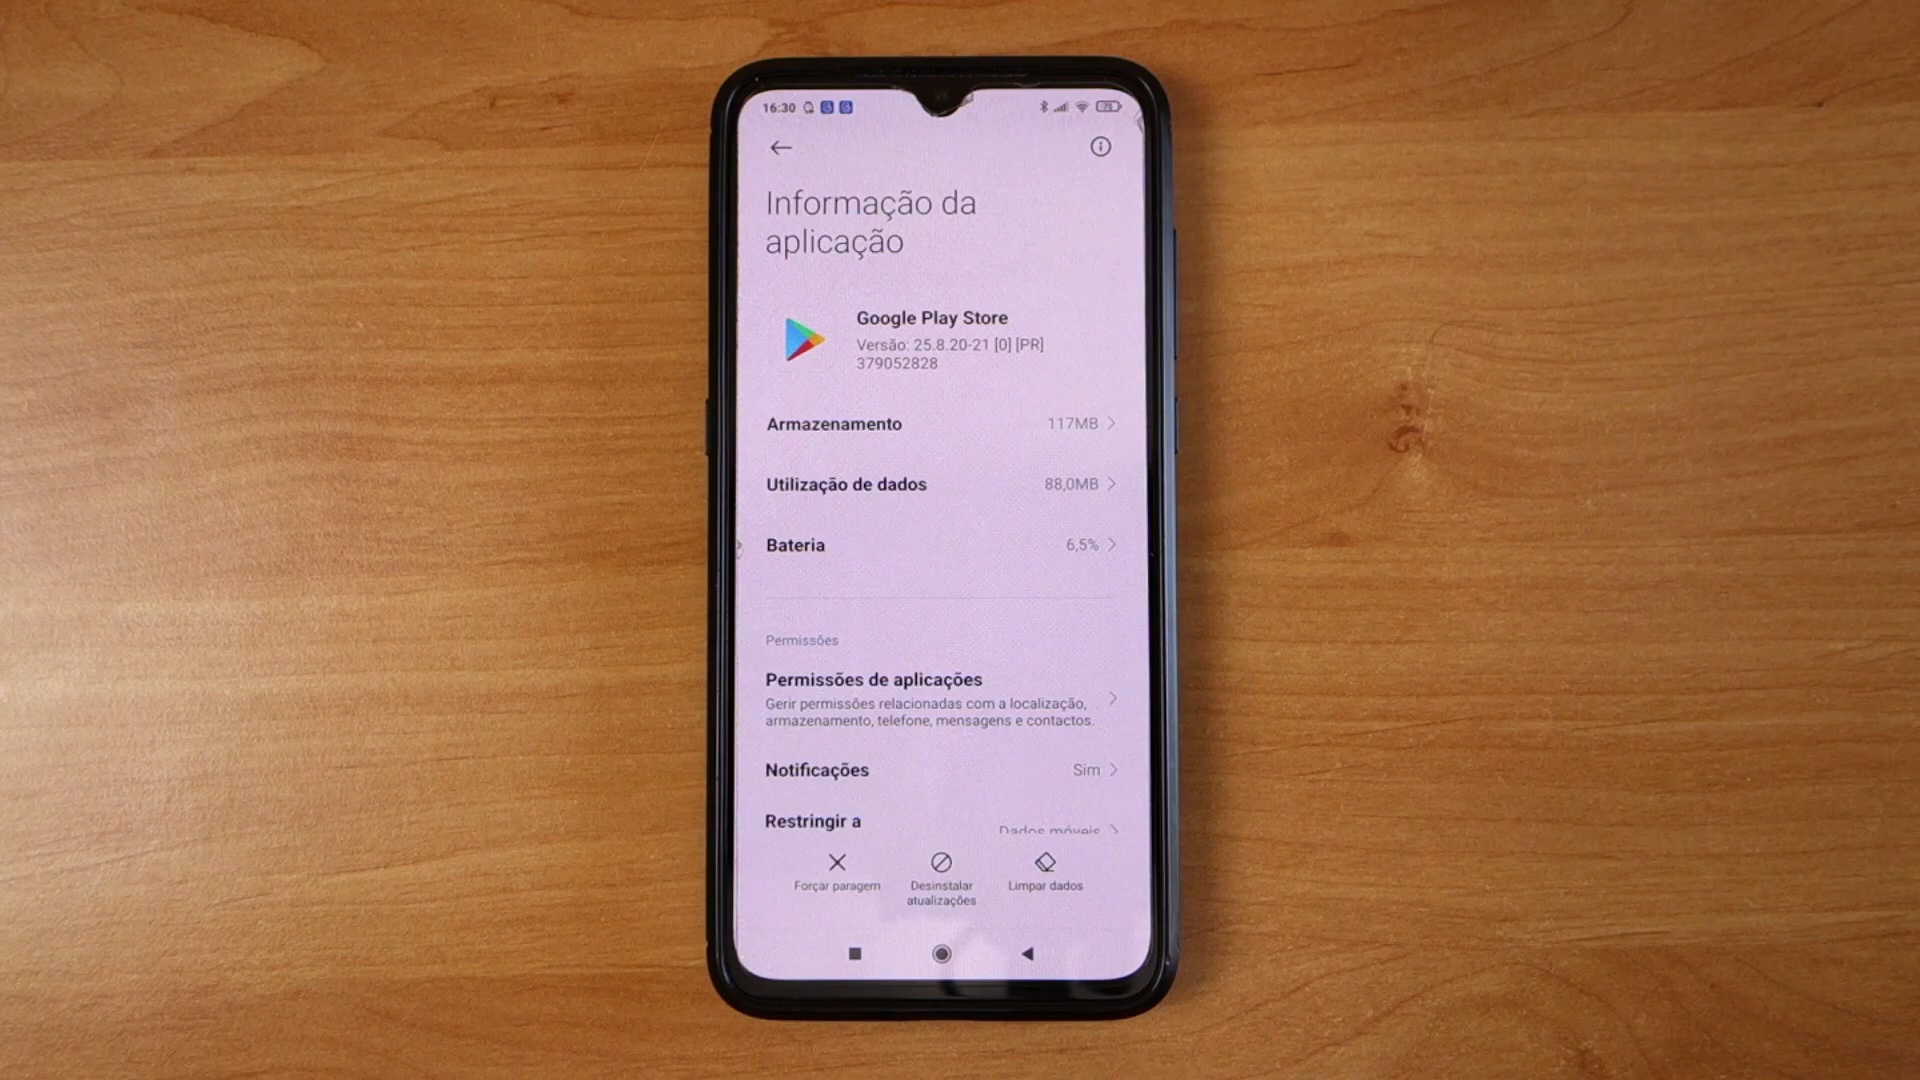 16:30
75
Informação da
aplicação
Google Play Store
Versão: 25.8.20-21 [0] [PR]
379052828
Armazenamento 117MB
Utilização de dados 88,0MB
Bateria 6,5%
Permissões
Permissões de aplicações
Gerir permissões relacionadas com a localização,
armazenamento, telefone, mensagens e contactos.
Notificações Sim
Restringir a
Dados móveis
Forçar paragem
Desinstalar
atualizações
Limpar dados